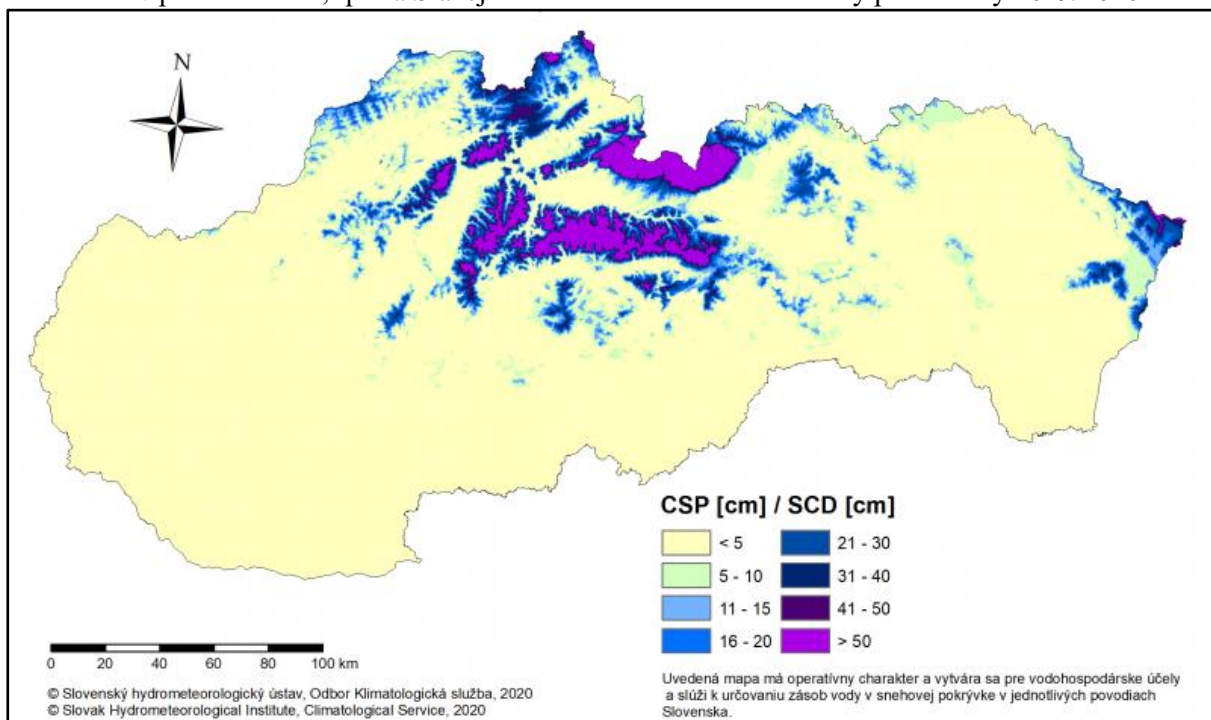 N
CSP [cm] / SCD [cm]
< 5
21 - 30
5 - 10
31 - 40
11 - 15
41 - 50
16 - 20
> 50
0 20 40 60 80 100 km
© Slovenský hydrometeorologický ústav, Odbor Klimatologická služba, 2020
© Slovak Hydrological Institute, Climatological Service, 2020
Uvedená mapa má operatívny charakter a vytvára sa pre vodohospodárske účely
a slúži k určovaniu zásob vody v snehovej pokrývke v jednotlivých povodiach
Slovenska.